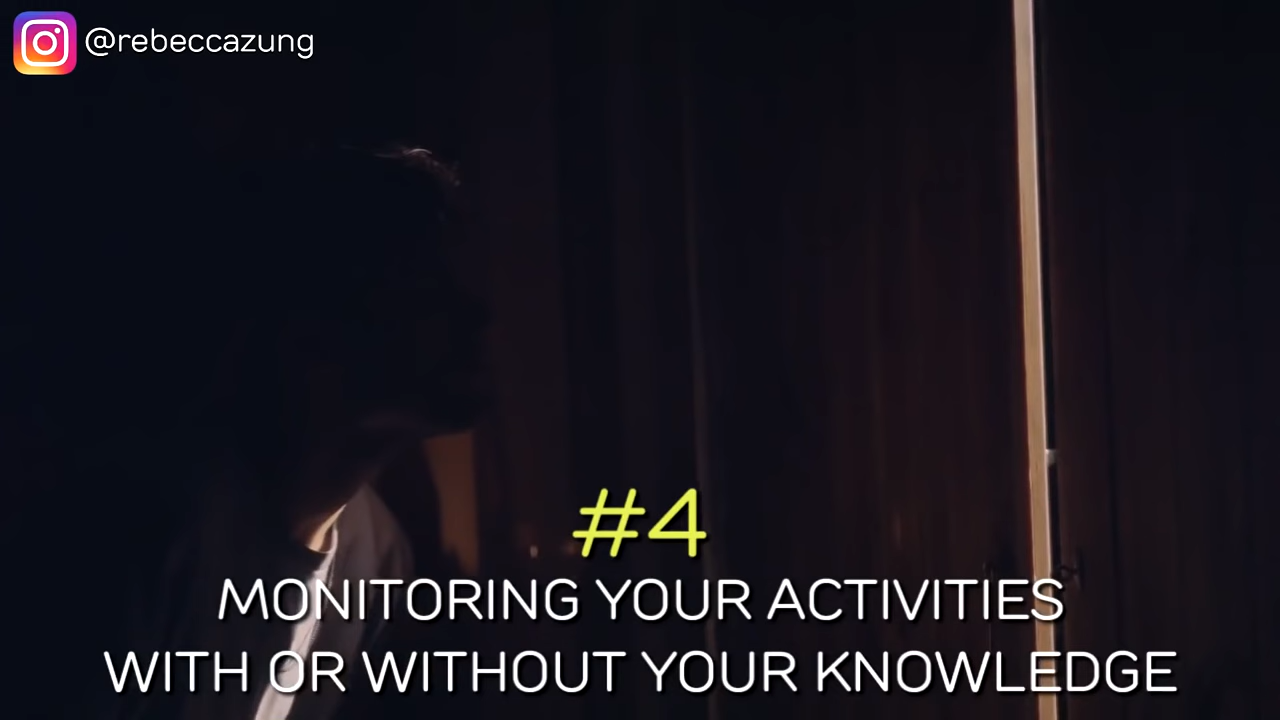 @rebeccazung
#4
MONITORING YOUR ACTIVITIES
WITH OR WITHOUT YOUR KNOWLEDGE